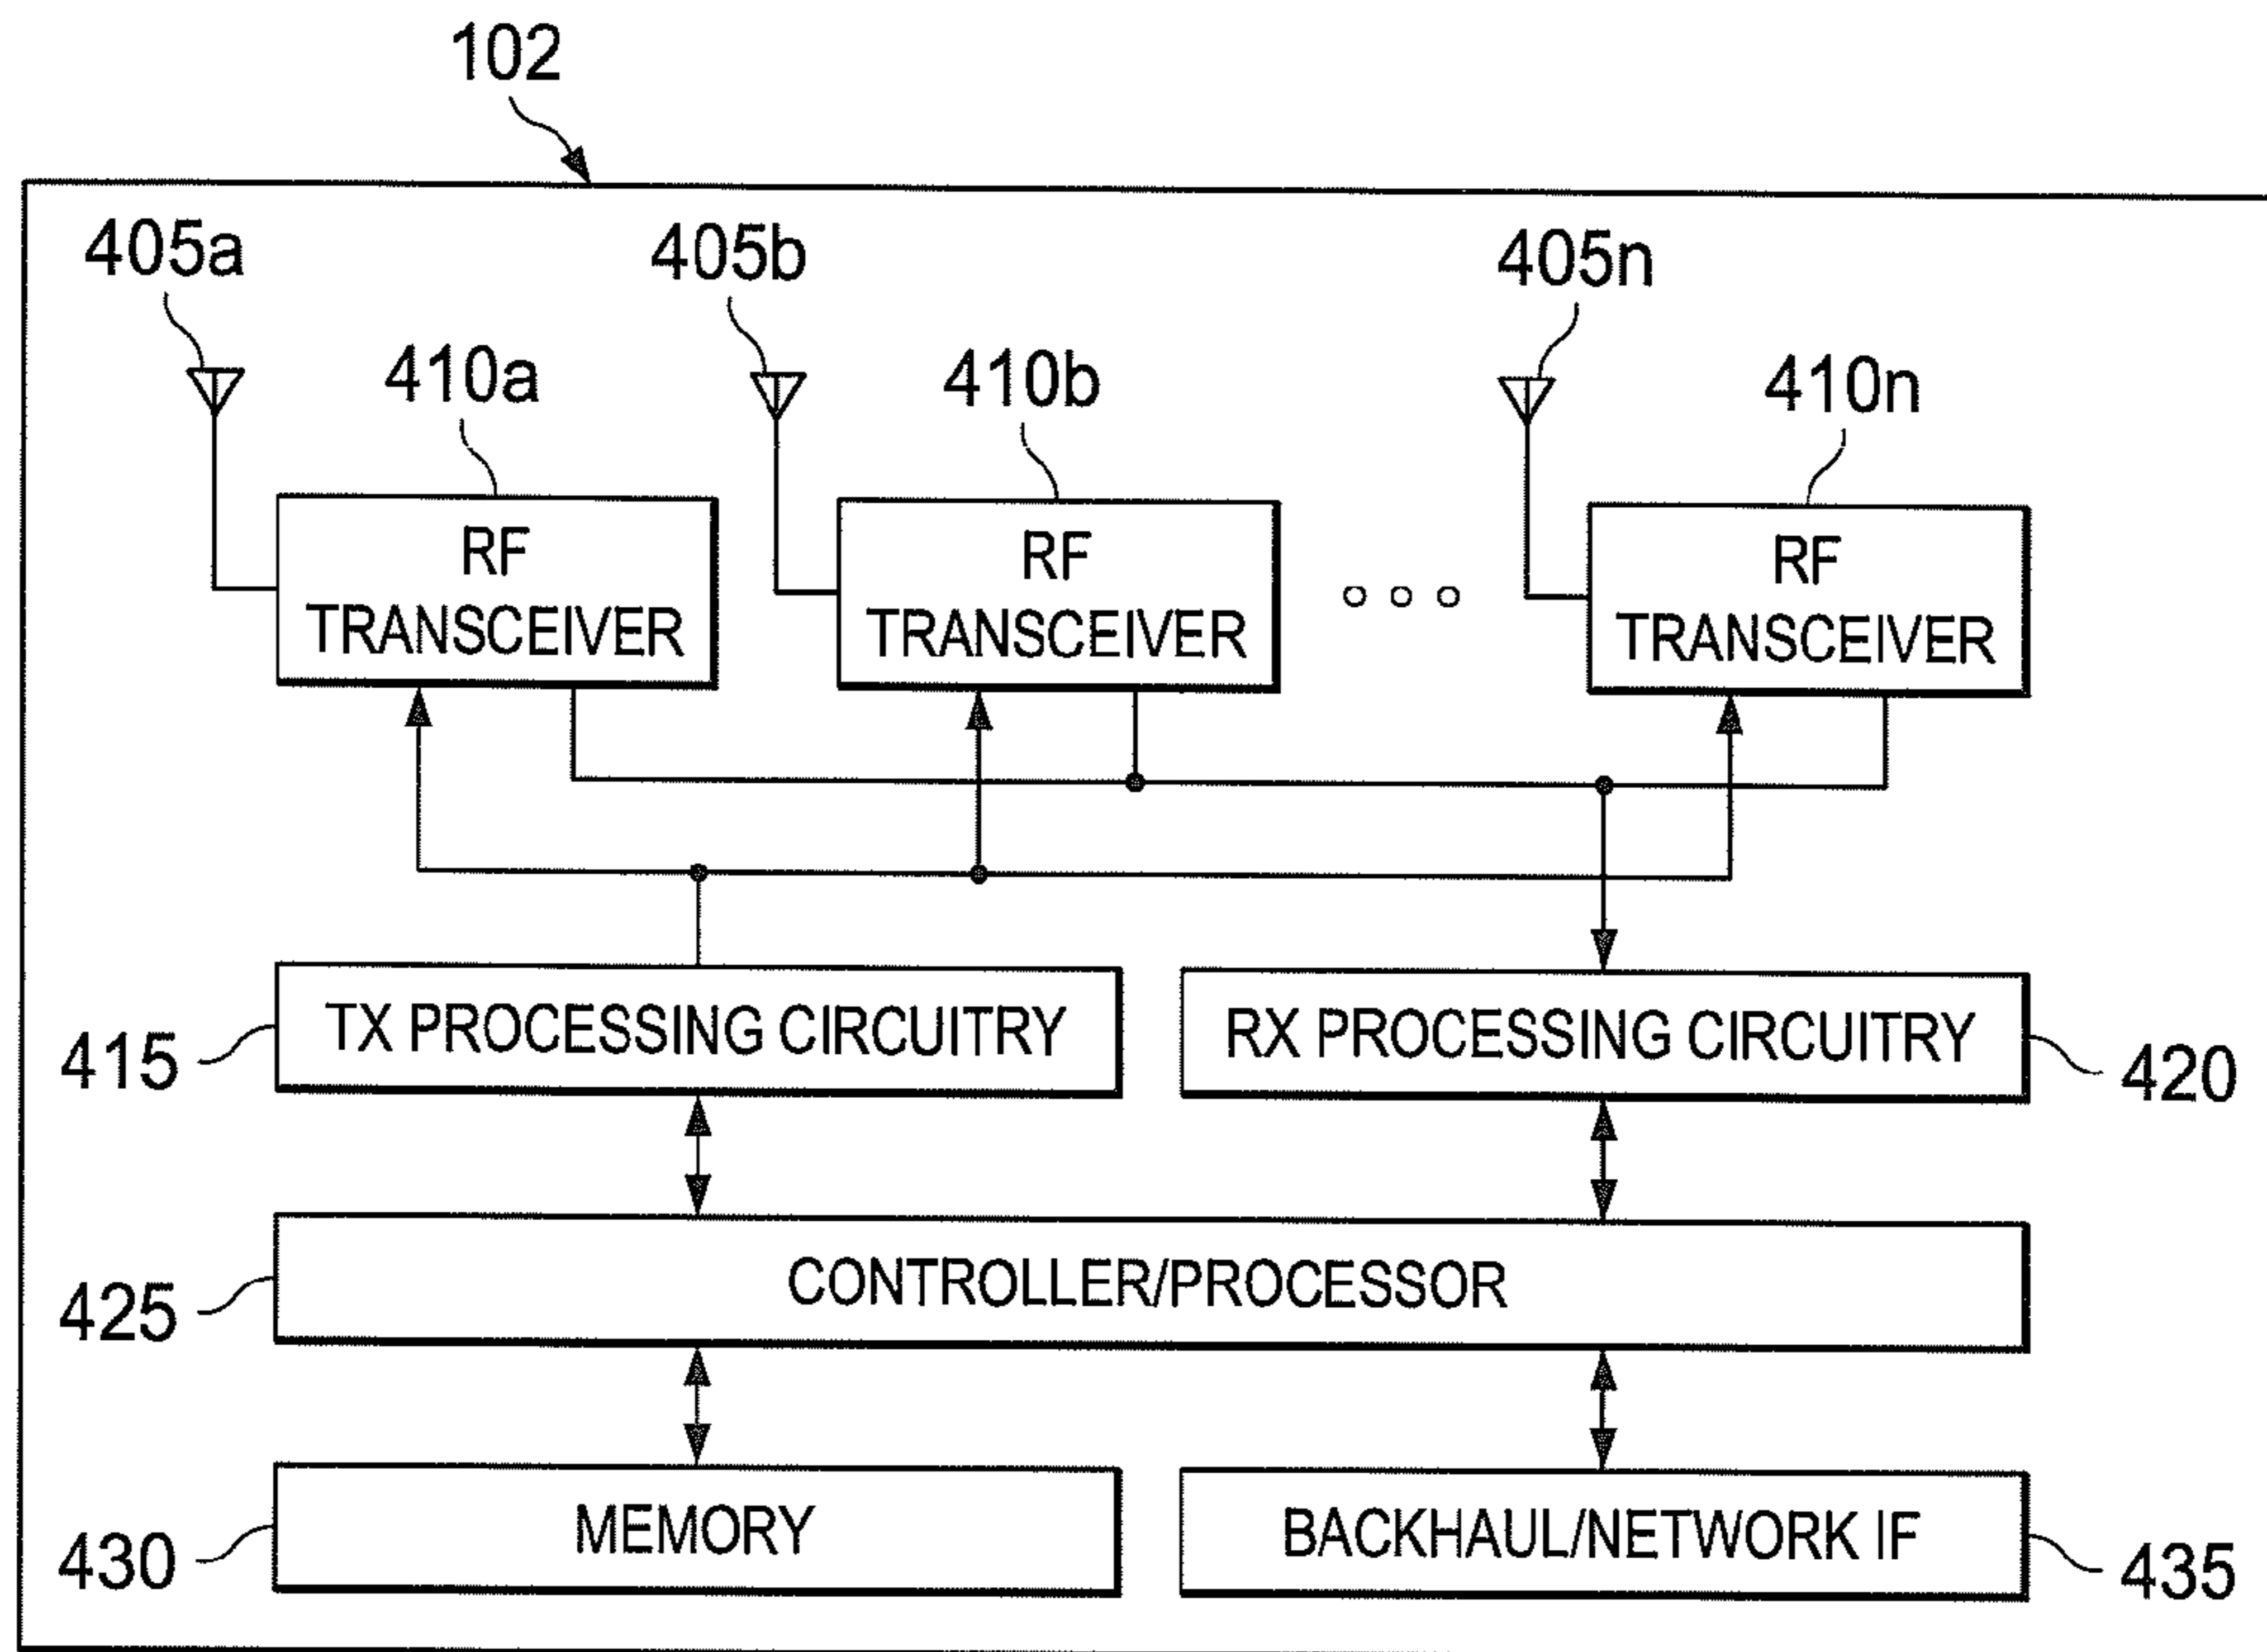 102
405a
405b
405n
410a
410b
410n
RF
TRANSCEIVER
RF
TRANSCEIVER
RF
TRANSCEIVER
TX PROCESSING CIRCUITRY
RX PROCESSING CIRCUITRY
415
420
CONTROLLER/PROCESSOR
425
MEMORY
BACKHAUL/NETWORK IF
430
435